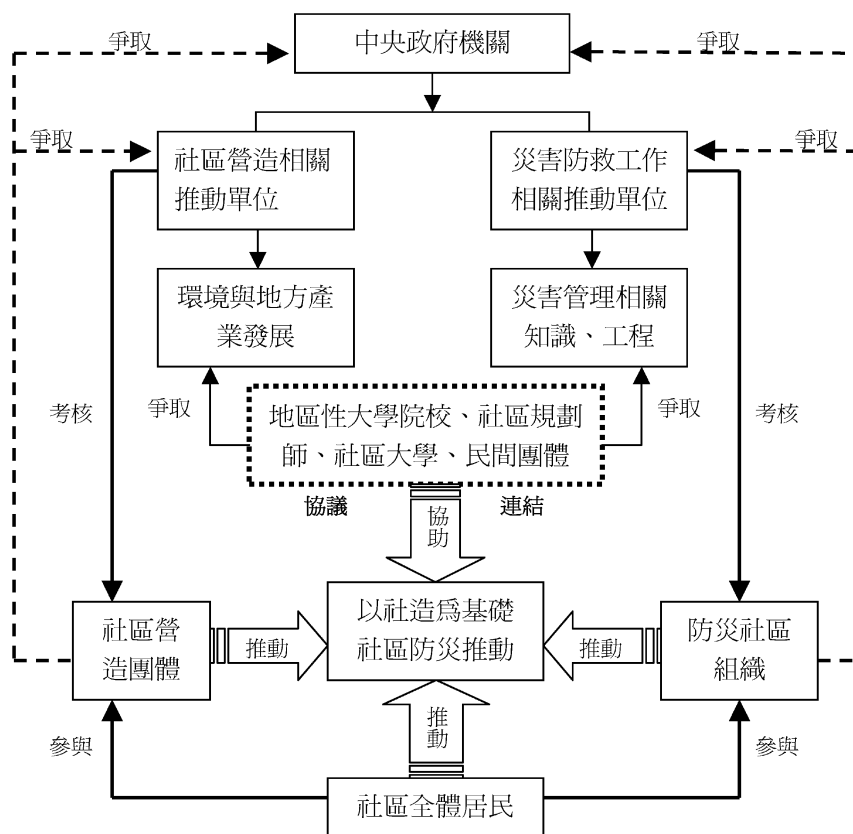 爭取
中央政府機關
爭取
爭取
社區營造相關
推動單位
災害防救工作
相關推動單位
爭取
環境與地方產
業發展
災害管理相關
知識、工程
考核
爭取
地區性大學院校、社區規劃
師、社區大學、民間團體
爭取
考核
協議
連結
協助
社區營
造團體
推動
以社造為基礎
社區防災推動
推動
防災社區
組織
參與
推動
參與
社區全體居民